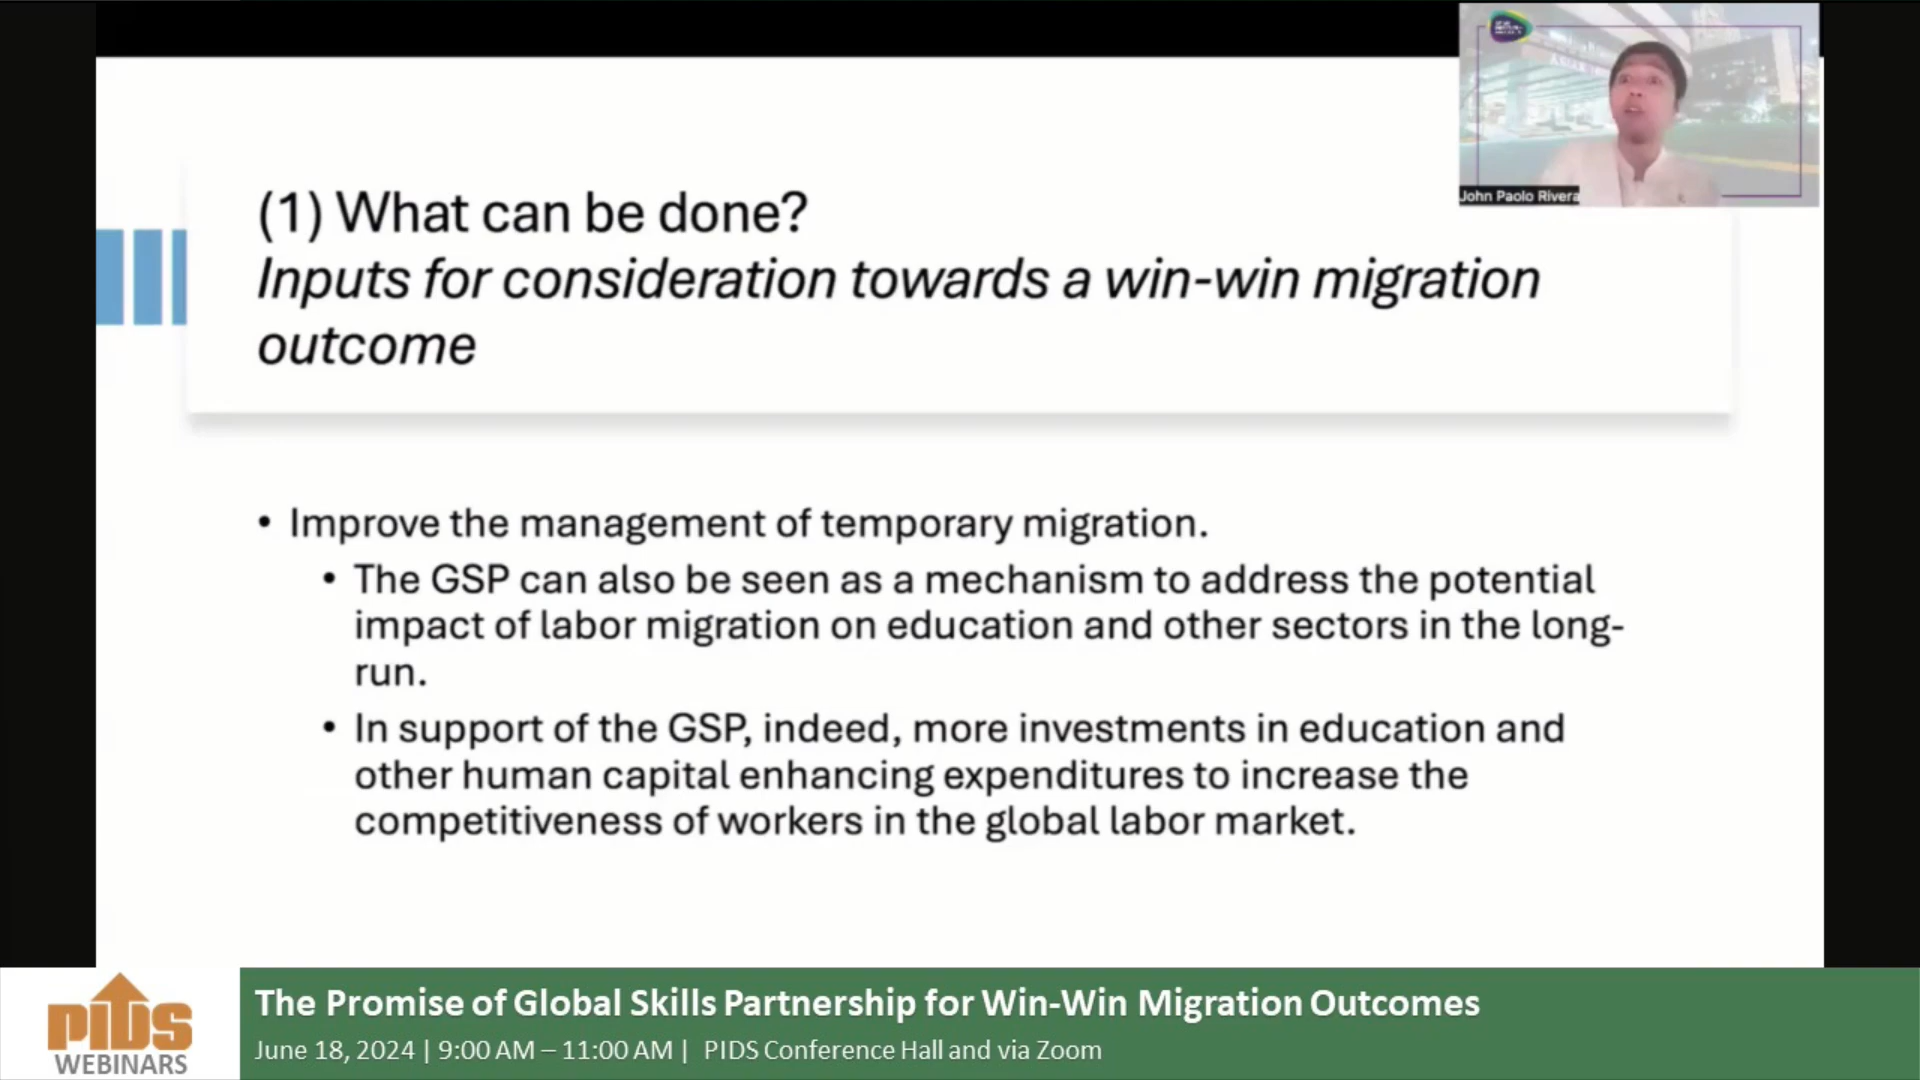 John Paolo Rivera
(1) What can be done?
Inputs for consideration towards a win-win migration
outcome
• Improve the management of temporary migration.
• The GSP can also be seen as a mechanism to address the potential
impact of labor migration on education and other sectors in the long-
run.
• In support of the GSP, indeed, more investments in education and
other human capital enhancing expenditures to increase the
competitiveness of workers in the global labor market.
PIDS
WEBINARS
The Promise of Global Skills Partnership for Win-Win Migration Outcomes
June 18, 2024 | 9:00 AM – 11:00 AM | PIDS Conference Hall and via Zoom